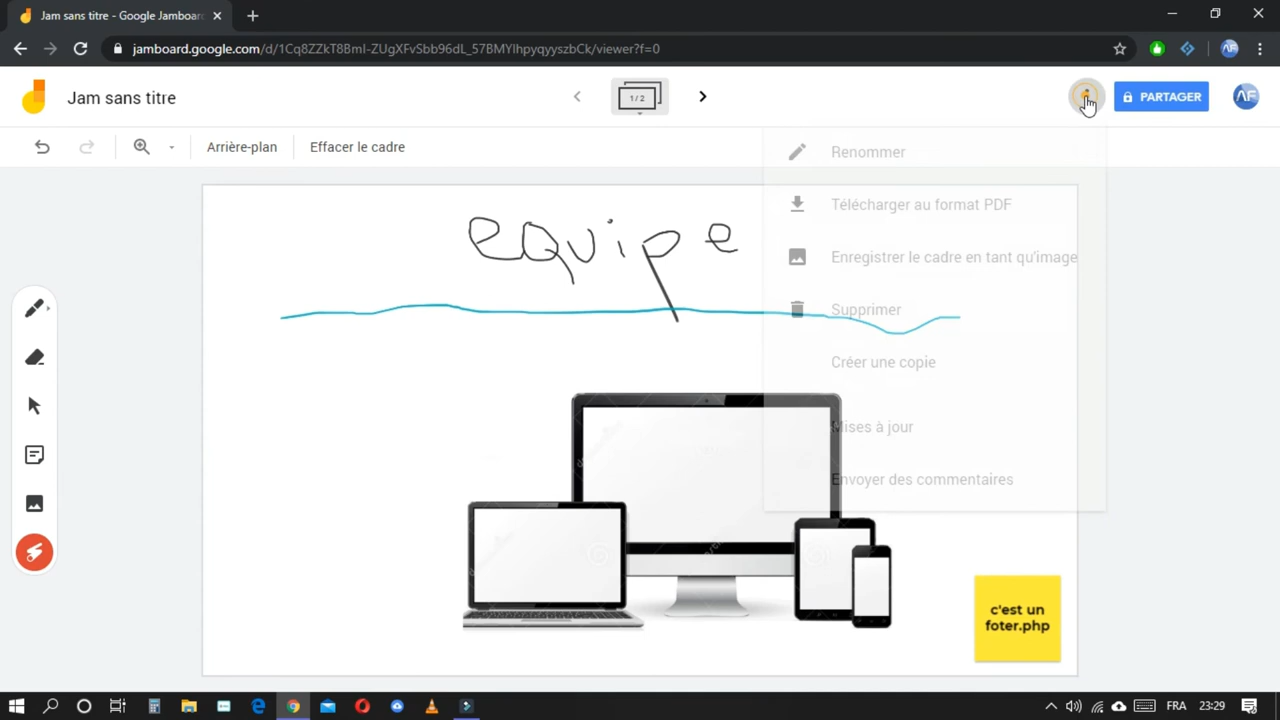 Jam sans titre - Google Jamboard
jamboard.google.com/d/1Cq8ZZkT8BmI-ZUgXFvSbb96dL_57BMYlhpyqyyszbCk/viewer?f=0
Jam sans titre
1/2
PARTAGER
AF
Arrière-plan
Effacer le cadre
Renommer
Télécharger au format PDF
Enregistrer le cadre en tant qu'image
Supprimer
Créer une copie
Mises à jour
Envoyer des commentaires
equipe
c'est un
foter.php
FRA
23:29